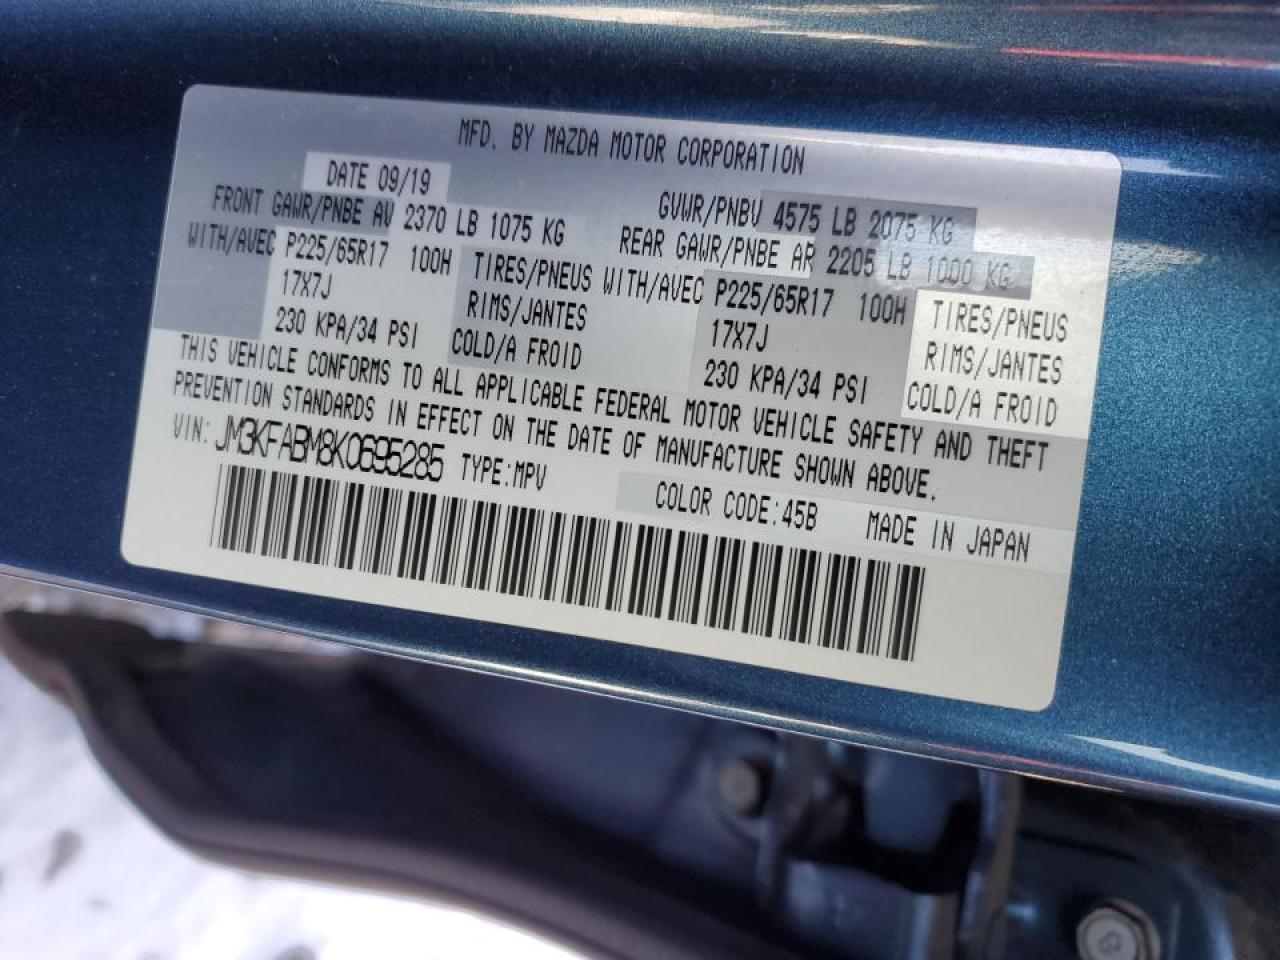 MFD. BY MAZDA MOTOR CORPORATION
DATE 09/19 GVWR/PNBV 4575 LB 2075 KG
FRONT GAWR/PNBE AV 2370 LB 1075 KG REAR GAWR/PNBE AR 2205 LB 1000 KG
WITH/AVEC P225/65R17 100H TIRES/PNEUS WITH/AVEC P225/65R17 100H TIRES/PNEUS
17X7J RIMS/JANTES 17X7J RIMS/JANTES
230 KPA/34 PSI COLD/A FROID 230 KPA/34 PSI COLD/A FROID
THIS VEHICLE CONFORMS TO ALL APPLICABLE FEDERAL MOTOR VEHICLE SAFETY AND THEFT
PREVENTION STANDARDS IN EFFECT ON THE DATE OF MANUFACTURE SHOWN ABOVE.
VIN: JM3KFABM8K0695285 TYPE:MPV COLOR CODE:45B MADE IN JAPAN